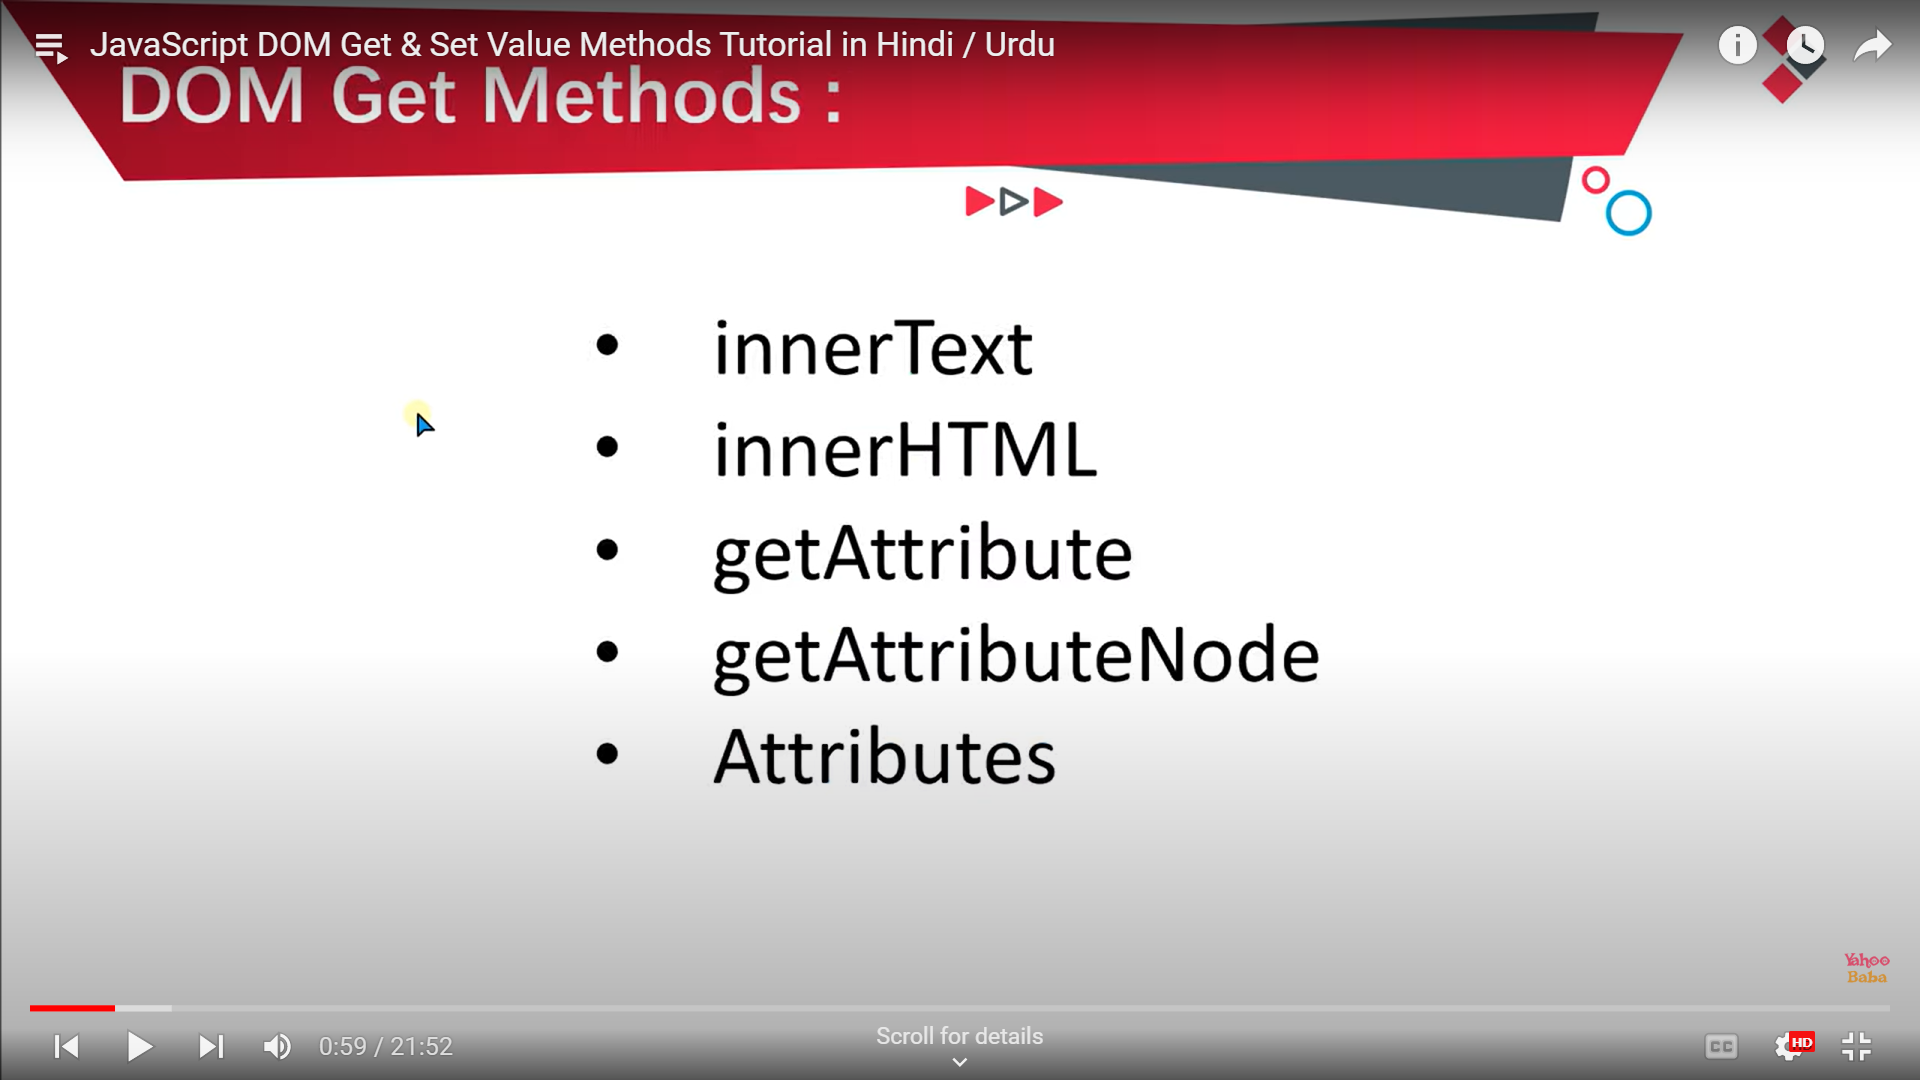 JavaScript DOM Get & Set Value Methods Tutorial in Hindi / Urdu
DOM Get Methods :
• innerText
• innerHTML
• getAttribute
• getAttributeNode
• Attributes
Yahoo
Baba
0:59 / 21:52
Scroll for details
CC
HD